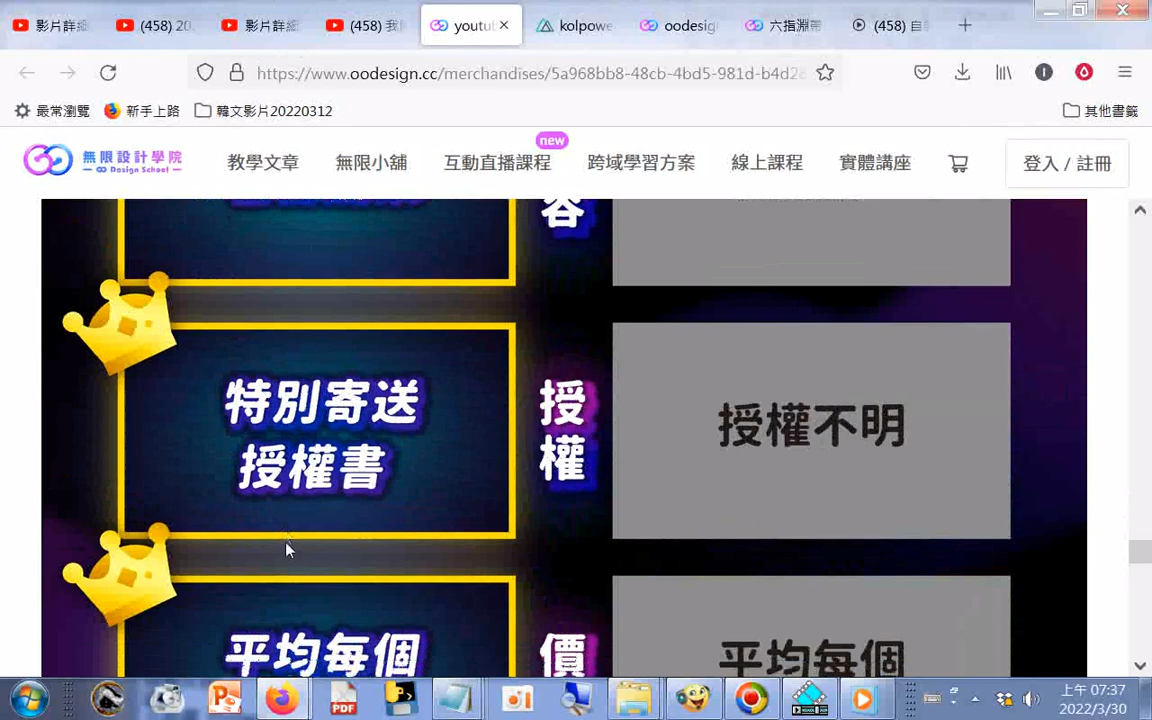 影片詳細
(458) 20
影片詳細
(458) 我
youtu
kolpowe
oodesig
六指淵
(458) 自
https://www.oodesign.cc/merchandises/5a968bb8-48cb-4bd5-981d-b4d2
最常瀏覽
新手上路
韓文影片20220312
其他書籤
無限設計學院
Design School
教學文章
無限小舖
new
互動直播課程
跨域學習方案
線上課程
實體講座
登入 / 註冊
容
特別寄送
授權書
授權
授權不明
平均每個
價
平均每個
PDF
上午 07:37
2022/3/30